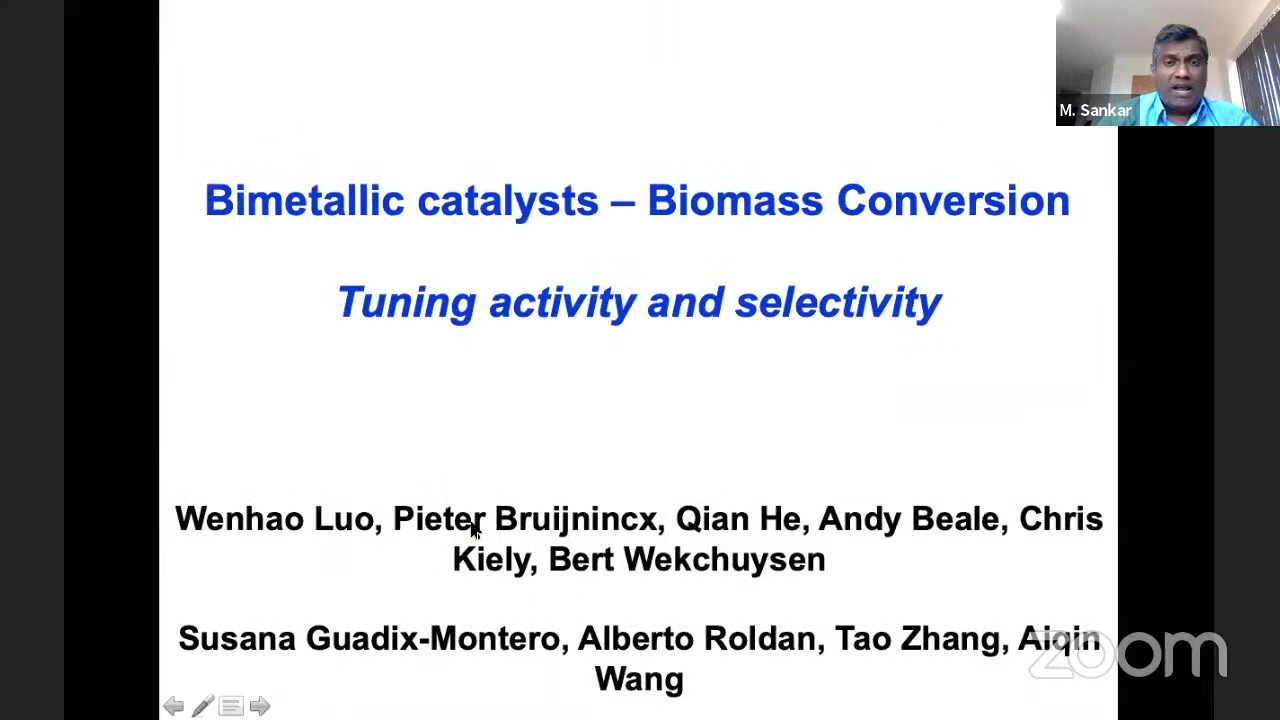 M. Sankar
Bimetallic catalysts – Biomass Conversion
Tuning activity and selectivity
Wenhao Luo, Pieter Bruijnincx, Qian He, Andy Beale, Chris
Kiely, Bert Wekchuysen
Susana Guadix-Montero, Alberto Roldan, Tao Zhang, Aiqin
Wang
zoom